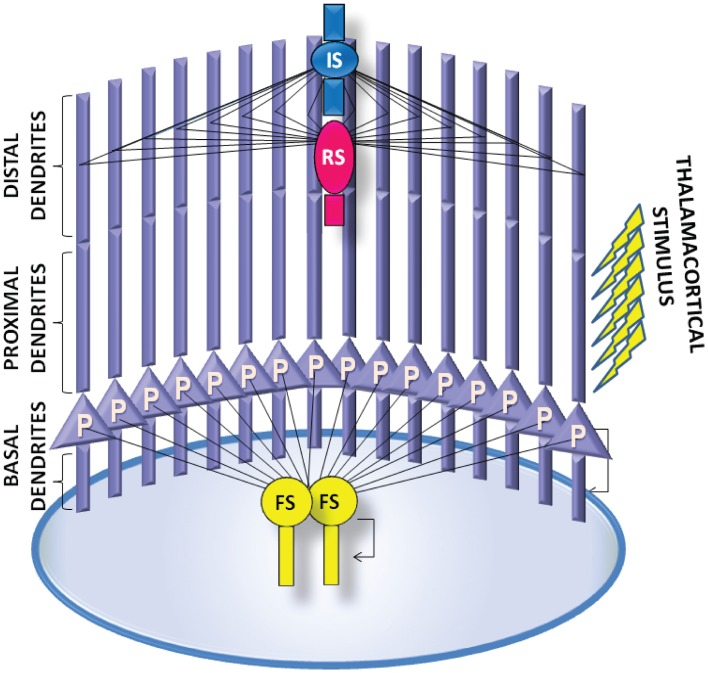 IS
RS
DISTAL
DENDRITES
PROXIMAL
DENDRITES
BASAL
DENDRITES
THALAMACORTICAL
STIMULUS
P P P P P P P P P P P P P P P P
FS FS